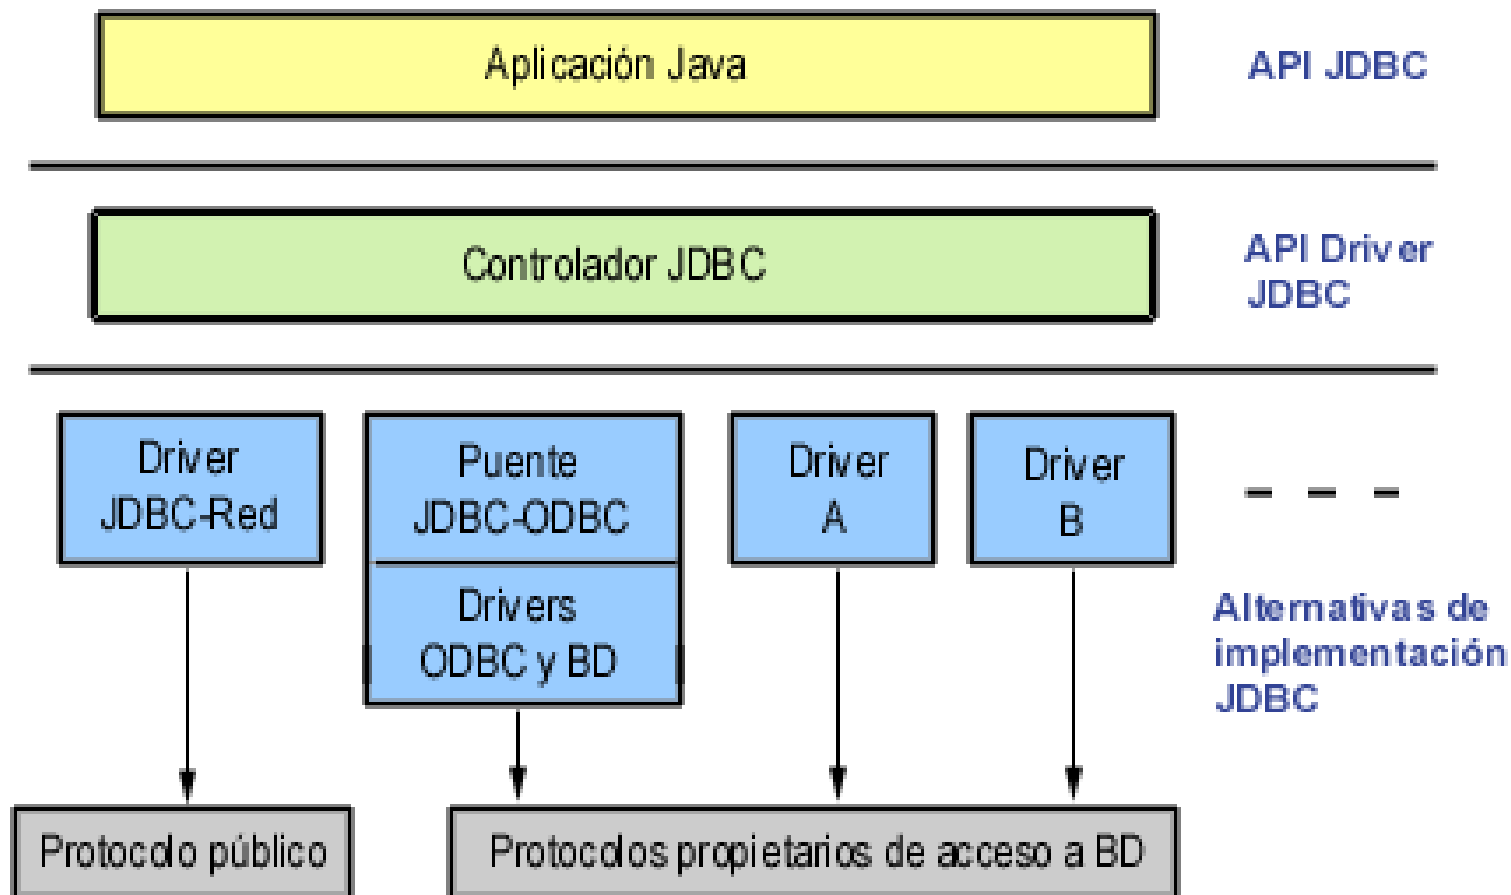 Aplicación Java
API JDBC
Controlador JDBC
API Driver
JDBC
Driver
JDBC-Red
Puente
JDBC-ODBC
Drivers
ODBC y BD
Driver
A
Driver
B
Alternativas de
implementación
JDBC
Protocolo público
Protocolos propietarios de acceso a BD